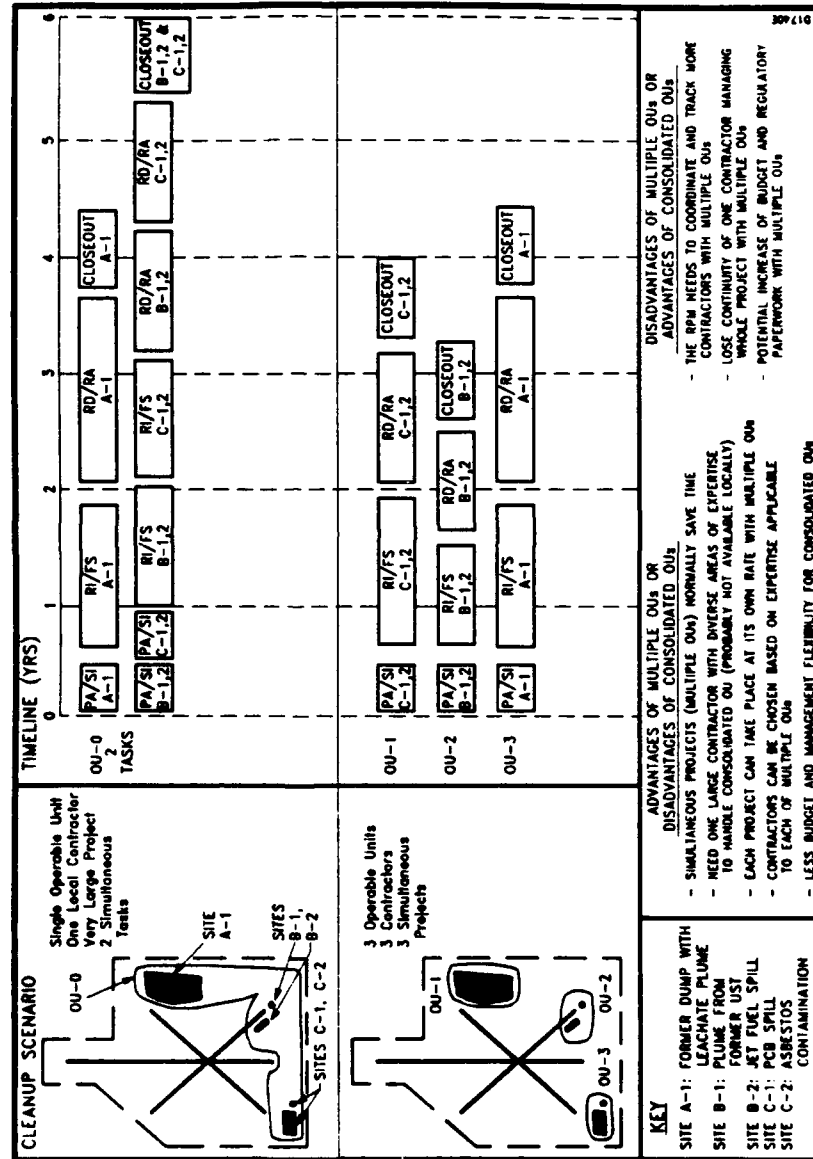 CLEANUP SCENARIO
Single Operable Unit
One Local Contractor
Very Large Project
2 Simultaneous
Tasks
OU-0
SITE
A-1
SITES
B-1,
B-2
SITES C-1, C-2
3 Operable Units
3 Contractors
3 Simultaneous
Projects
OU-1
OU-2
OU-3
TIMELINE (YRS)
0 1 2 3 4 5 6
OU-0
2
TASKS
PA/SI
A-1
RI/FS
A-1
RD/RA
A-1
CLOSEOUT
A-1
PA/SI
B-1,2
PA/SI
C-1,2
RI/FS
B-1,2
RI/FS
C-1,2
RD/RA
B-1,2
RD/RA
C-1,2
CLOSEOUT
B-1,2 &
C-1,2
OU-1
PA/SI
C-1,2
RI/FS
C-1,2
RD/RA
C-1,2
CLOSEOUT
C-1,2
OU-2
PA/SI
B-1,2
RI/FS
B-1,2
RD/RA
B-1,2
CLOSEOUT
B-1,2
OU-3
PA/SI
A-1
RI/FS
A-1
RD/RA
A-1
CLOSEOUT
A-1
KEY
SITE A-1: FORMER DUMP WITH
LEACHATE PLUME
SITE B-1: PLUME FROM
FORMER UST
SITE B-2: JET FUEL SPILL
SITE C-1: PCB SPILL
SITE C-2: ASBESTOS
CONTAMINATION
ADVANTAGES OF MULTIPLE OUs OR
DISADVANTAGES OF CONSOLIDATED OUs
- SIMULTANEOUS PROJECTS (MULTIPLE OUs) NORMALLY SAVE TIME
- NEED ONE LARGE CONTRACTOR WITH DIVERSE AREAS OF EXPERTISE
TO HANDLE CONSOLIDATED OU (PROBABLY NOT AVAILABLE LOCALLY)
- EACH PROJECT CAN TAKE PLACE AT ITS OWN RATE WITH MULTIPLE OUs
- CONTRACTORS CAN BE CHOSEN BASED ON EXPERTISE APPLICABLE
TO EACH OF MULTIPLE OUs
- LESS BUDGET AND MANAGEMENT FLEXIBILITY FOR CONSOLIDATED OUs
DISADVANTAGES OF MULTIPLE OUs OR
ADVANTAGES OF CONSOLIDATED OUs
- THE RPM NEEDS TO COORDINATE AND TRACK MORE
CONTRACTORS WITH MULTIPLE OUs
- LOSE CONTINUITY OF ONE CONTRACTOR MANAGING
WHOLE PROJECT WITH MULTIPLE OUs
- POTENTIAL INCREASE OF BUDGET AND REGULATORY
PAPERWORK WITH MULTIPLE OUs